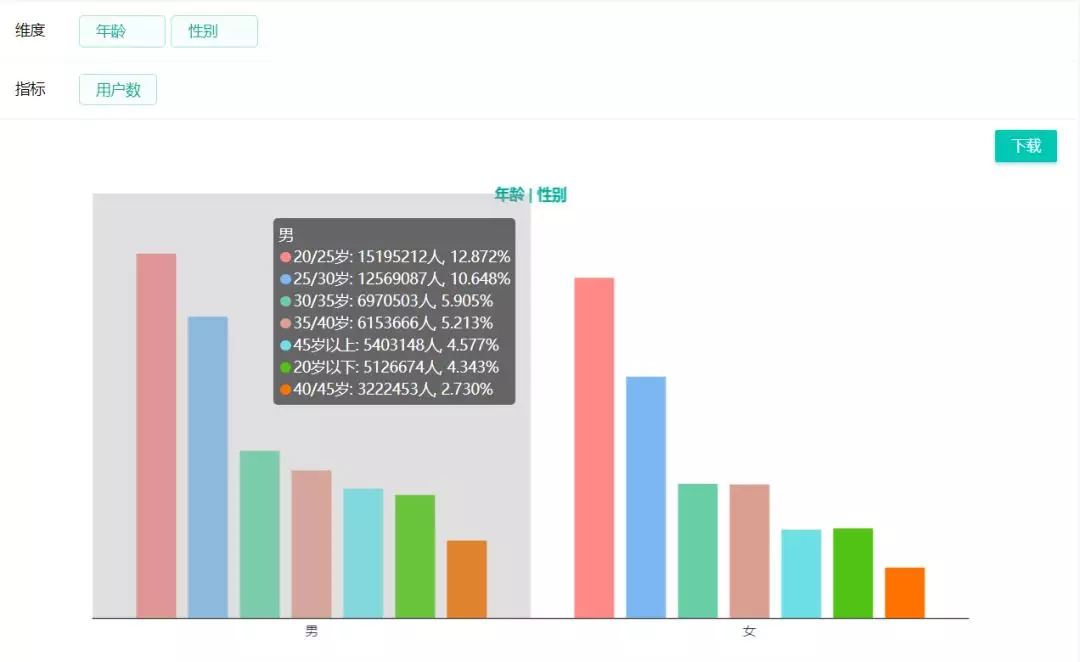 维度 年龄 性别
指标 用户数
下载
年龄 | 性别
男
20/25岁: 15195212人, 12.872%
25/30岁: 12569087人, 10.648%
30/35岁: 6970503人, 5.905%
35/40岁: 6153666人, 5.213%
45岁以上: 5403148人, 4.577%
20岁以下: 5126674人, 4.343%
40/45岁: 3222453人, 2.730%
男 女